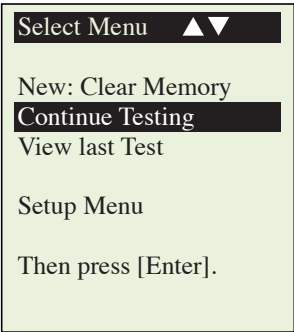 Select Menu ▲▼
New: Clear Memory
Continue Testing
View last Test
Setup Menu
Then press [Enter].